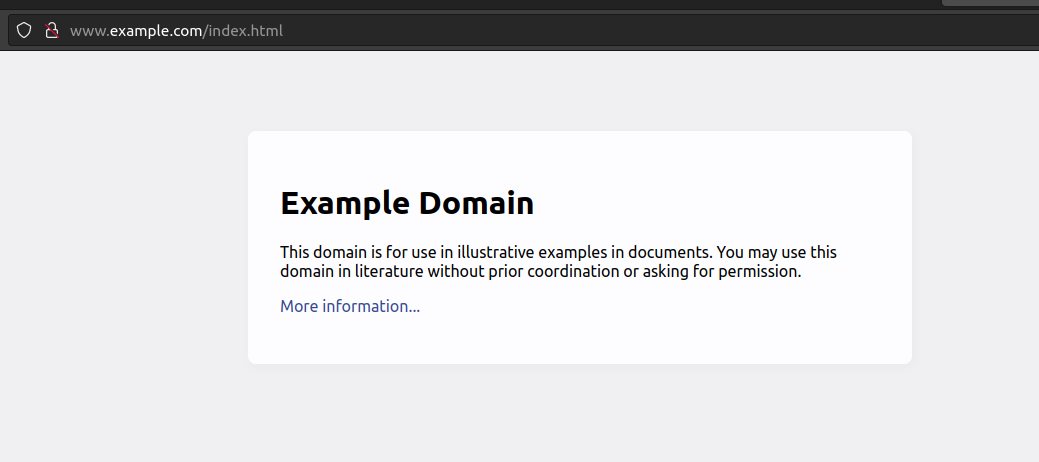 www.example.com/index.html
Example Domain
This domain is for use in illustrative examples in documents. You may use this
domain in literature without prior coordination or asking for permission.
More information...